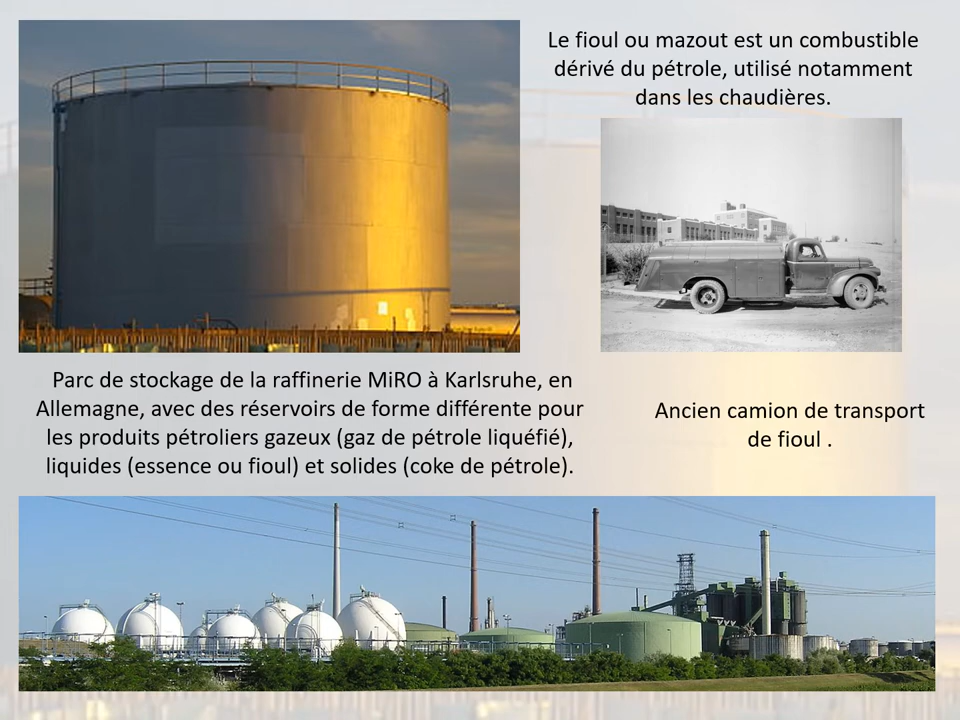 Le fioul ou mazout est un combustible
dérivé du pétrole, utilisé notamment
dans les chaudières.
Parc de stockage de la raffinerie MiRO à Karlsruhe, en
Allemagne, avec des réservoirs de forme différente pour
les produits pétroliers gazeux (gaz de pétrole liquéfié),
liquides (essence ou fioul) et solides (coke de pétrole).
Ancien camion de transport
de fioul .